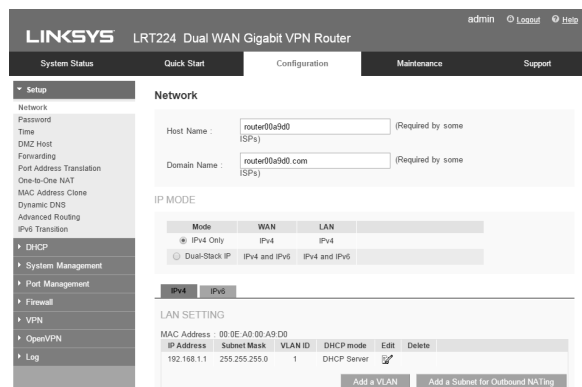 admin Logout Help
LINKSYS LRT224 Dual WAN Gigabit VPN Router
System Status Quick Start Configuration Maintenance Support
Setup
Network
Password
Time
DMZ Host
Forwarding
Port Address Translation
One-to-One NAT
MAC Address Clone
Dynamic DNS
Advanced Routing
IPv6 Transition
DHCP
System Management
Port Management
Firewall
VPN
OpenVPN
Log
Network
Host Name : router00a9d0 (Required by some
ISPs)
Domain Name : router00a9d0.com (Required by some
ISPs)
IP MODE
Mode WAN LAN
IPv4 Only IPv4 IPv4
Dual-Stack IP IPv4 and IPv6 IPv4 and IPv6
IPv4 IPv6
LAN SETTING
MAC Address : 00:0E:A0:00:A9:D0
IP Address Subnet Mask VLAN ID DHCP mode Edit Delete
192.168.1.1 255.255.255.0 1 DHCP Server
Add a VLAN Add a Subnet for Outbound NATing